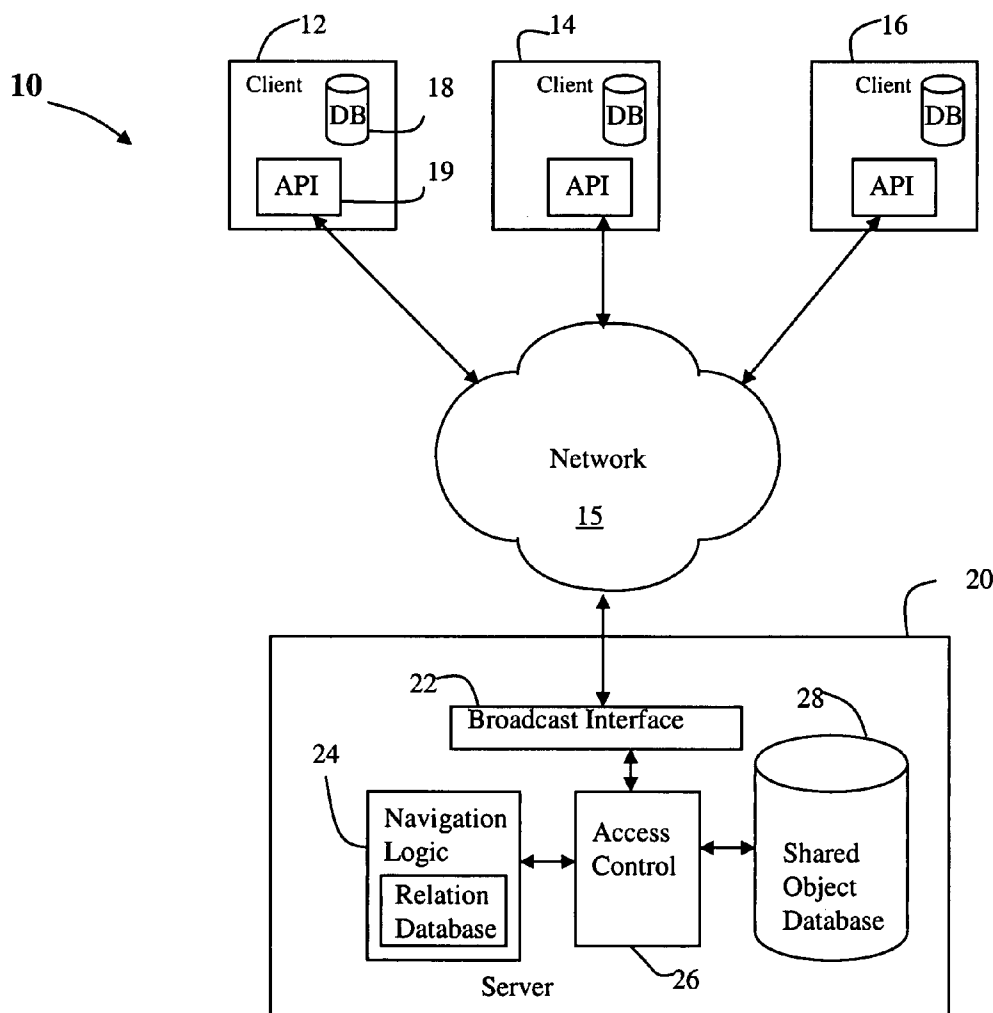 12
14
16
10
Client
Client
Client
18
DB
DB
DB
19
API
API
API
Network
15
20
22
Broadcast Interface
28
24
Navigation
Logic
Access
Control
Shared
Object
Database
Relation
Database
26
Server